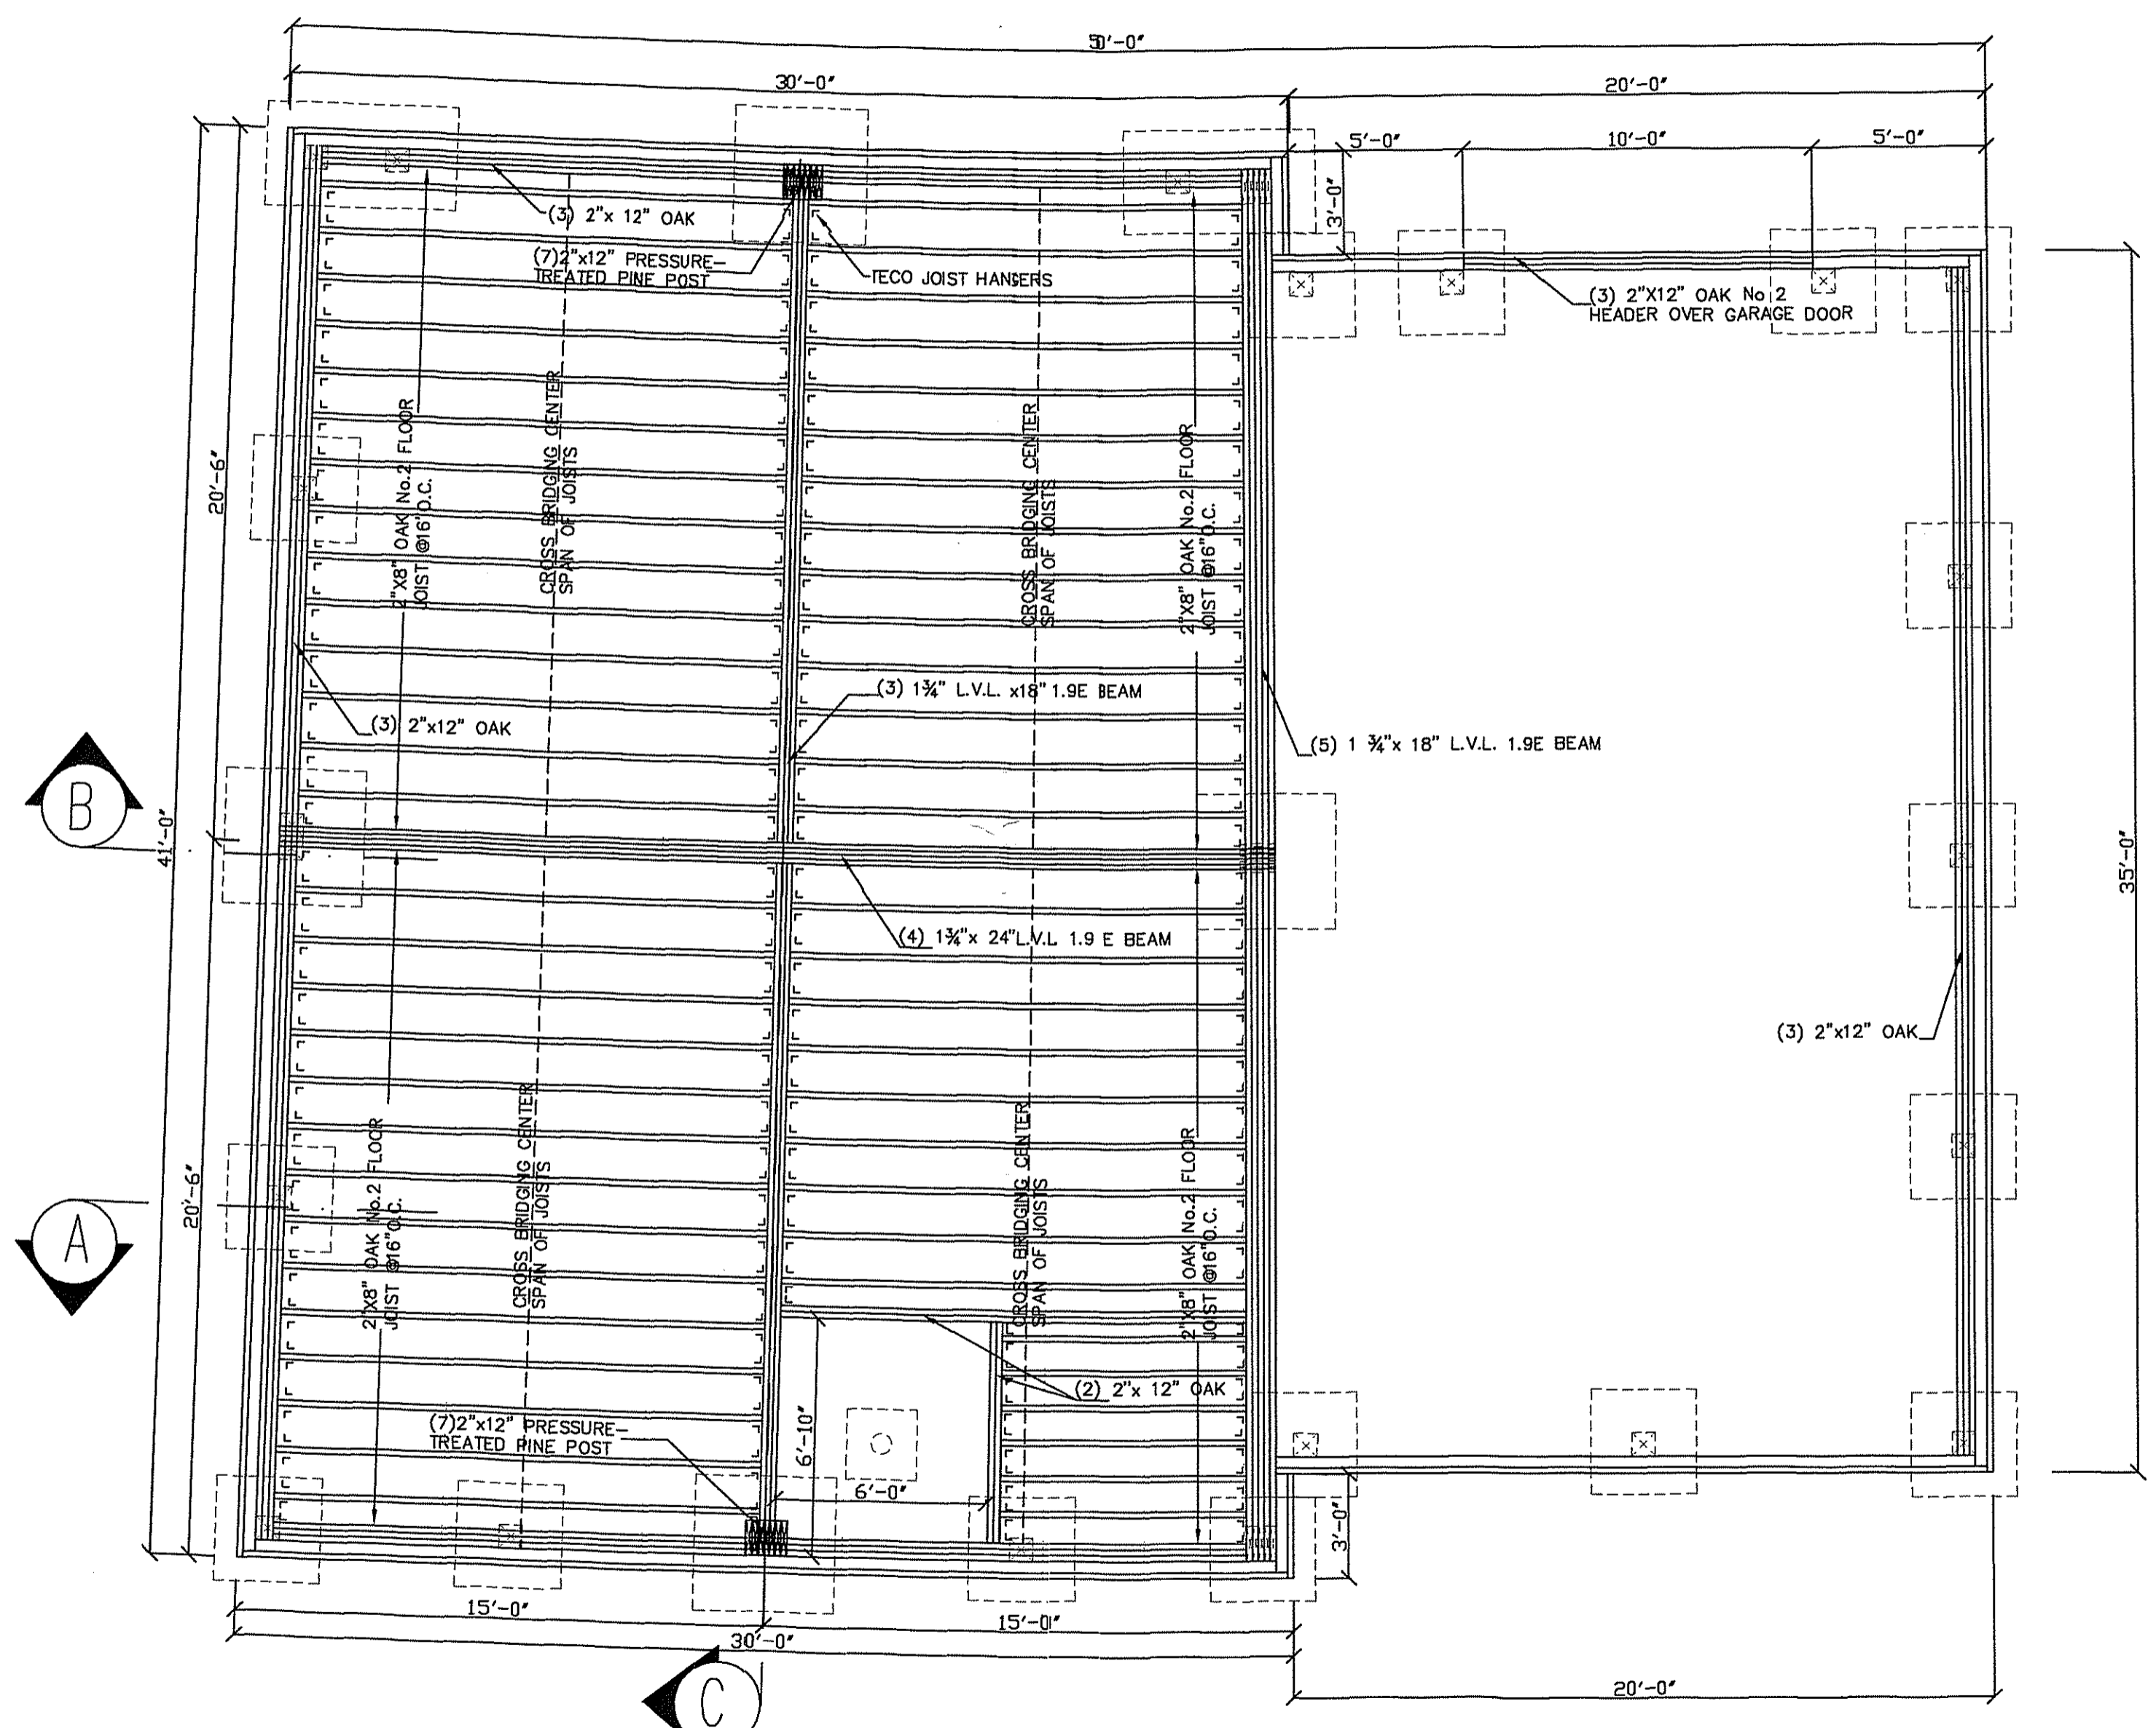 50'-0"
30'-0"
20'-0"
5'-0"
10'-0"
5'-0"
3'-0"
(3) 2"x 12" OAK
(7)2"x12" PRESSURE-
TREATED PINE POST
TECO JOIST HANGERS
(3) 2"X12" OAK No 2
HEADER OVER GARAGE DOOR
20'-6"
2"X8" OAK No.2 FLOOR
JOIST @16"O.C.
CROSS BRIDGING CENTER
SPAN OF JOISTS
CROSS BRIDGING CENTER
SPAN OF JOISTS
2"X8" OAK No.2 FLOOR
JOIST @16"O.C.
(3) 1¾" L.V.L. x18" 1.9E BEAM
(3) 2"x12" OAK
(5) 1 ¾"x 18" L.V.L. 1.9E BEAM
B
41'-0"
35'-0"
(4) 1¾"x 24"L.V.L 1.9 E BEAM
(3) 2"x12" OAK
A
20'-6"
2"X8" OAK No.2 FLOOR
JOIST @16"O.C.
CROSS BRIDGING CENTER
SPAN OF JOISTS
CROSS BRIDGING CENTER
SPAN OF JOISTS
2"X8" OAK No.2 FLOOR
JOIST @16"O.C.
(2) 2"x 12" OAK
(7)2"x12" PRESSURE-
TREATED PINE POST
6'-10"
6'-0"
3'-0"
15'-0"
15'-0"
30'-0"
20'-0"
C